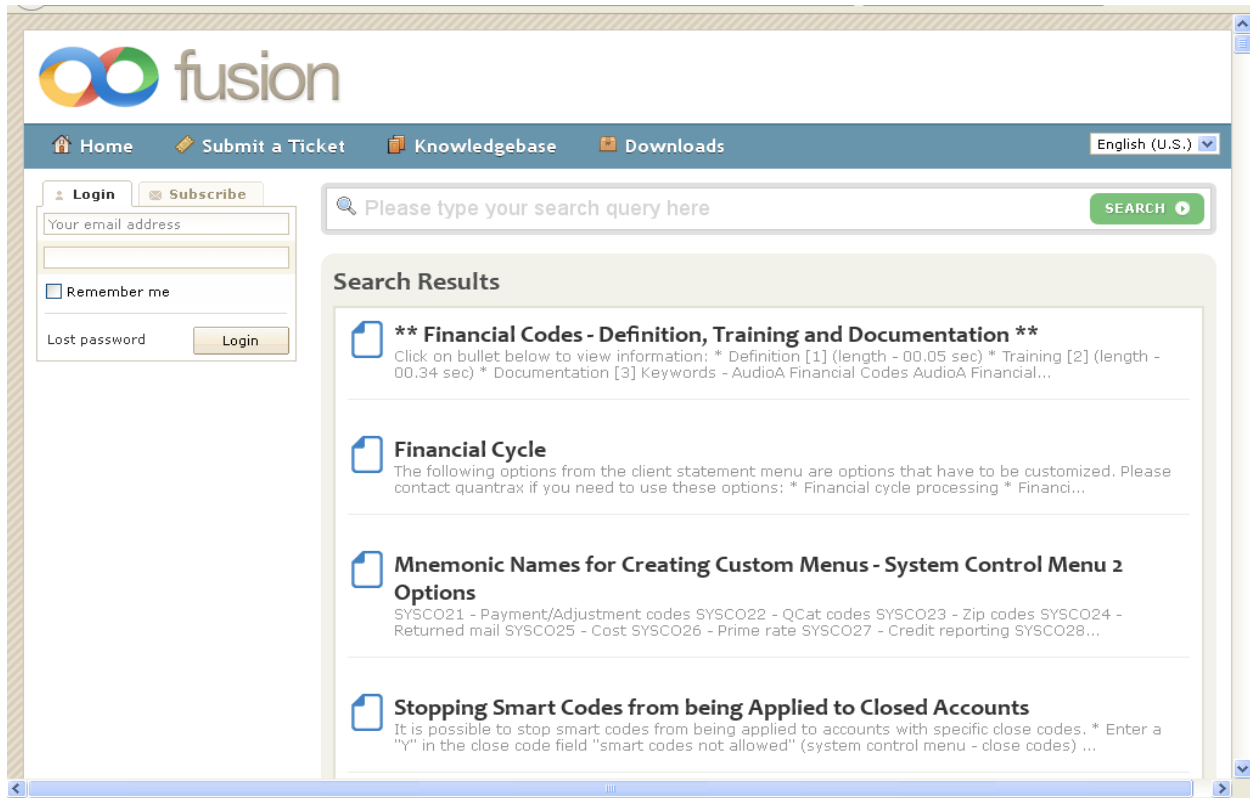 fusion
Home
Submit a Ticket
Knowledgebase
Downloads
English (U.S.)
Login
Subscribe
Your email address
Remember me
Lost password
Login
Please type your search query here
SEARCH
Search Results
** Financial Codes - Definition, Training and Documentation **
Click on bullet below to view information: * Definition [1] (length - 00.05 sec) * Training [2] (length -
00.34 sec) * Documentation [3] Keywords - AudioA Financial Codes AudioA Financial...
Financial Cycle
The following options from the client statement menu are options that have to be customized. Please
contact quantrax if you need to use these options: * Financial cycle processing * Financi...
Mnemonic Names for Creating Custom Menus - System Control Menu 2
Options
SYSCO21 - Payment/Adjustment codes SYSCO22 - QCat codes SYSCO23 - Zip codes SYSCO24 -
Returned mail SYSCO25 - Cost SYSCO26 - Prime rate SYSCO27 - Credit reporting SYSCO28...
Stopping Smart Codes from being Applied to Closed Accounts
It is possible to stop smart codes from being applied to accounts with specific close codes. * Enter a
"Y" in the close code field "smart codes not allowed" (system control menu - close codes) ...